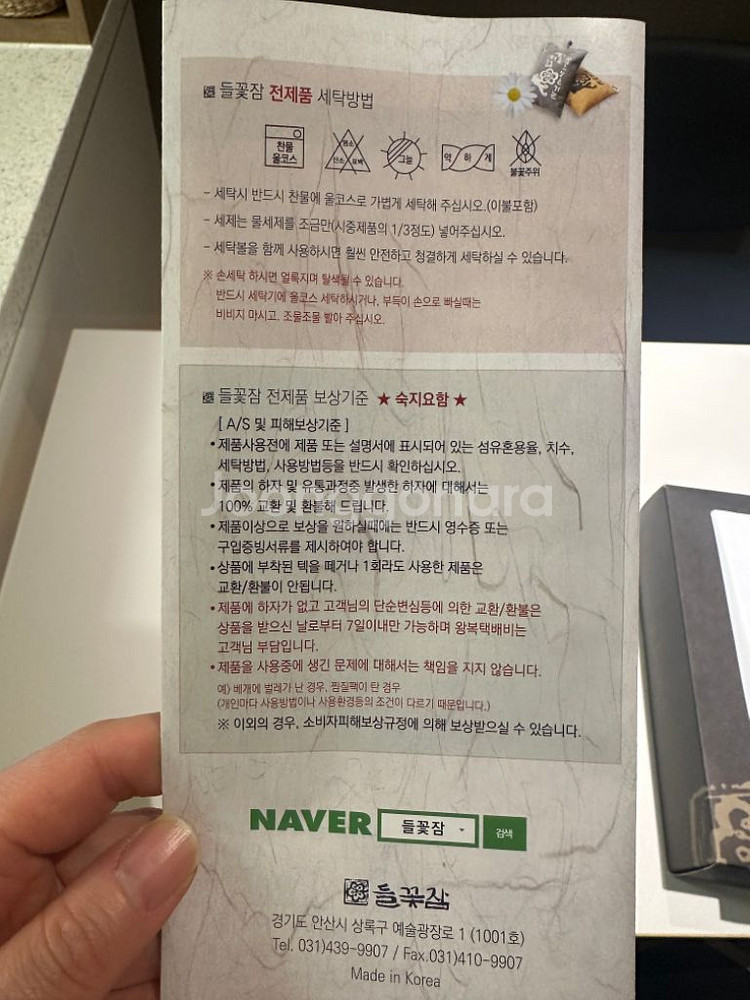 들꽃잠 전제품 세탁방법
찬물
울코스
염소
산소 표백
그늘
약 하 게
불꽃주위
- 세탁시 반드시 찬물에 울코스로 가볍게 세탁해 주십시오.(이불포함)
- 세제는 물세제를 조금만(시중제품의 1/3정도) 넣어주십시오.
- 세탁볼을 함께 사용하시면 훨씬 안전하고 청결하게 세탁하실 수 있습니다.
※ 손세탁 하시면 얼룩지며 탈색될 수 있습니다.
반드시 세탁기에 울코스 세탁하시거나, 부득이 손으로 빠실때는
비비지 마시고, 조물조물 빨아 주십시오.
들꽃잠 전제품 보상기준 ★ 숙지요함 ★
[ A/S 및 피해보상기준 ]
• 제품사용전에 제품 또는 설명서에 표시되어 있는 섬유혼용율, 치수,
세탁방법, 사용방법등을 반드시 확인하십시오.
• 제품의 하자 및 유통과정중 발생한 하자에 대해서는
100% 교환 및 환불해 드립니다.
• 제품이상으로 보상을 원하실때에는 반드시 영수증 또는
구입증빙서류를 제시하여야 합니다.
• 상품에 부착된 텍을 떼거나 1회라도 사용한 제품은
교환/환불이 안됩니다.
• 제품에 하자가 없고 고객님의 단순변심등에 의한 교환/환불은
상품을 받으신 날로부터 7일이내만 가능하며 왕복택배비는
고객님 부담입니다.
• 제품을 사용중에 생긴 문제에 대해서는 책임을 지지 않습니다.
예) 베개에 벌레가 난 경우, 찜질팩이 탄 경우
(개인마다 사용방법이나 사용환경등의 조건이 다르기 때문입니다.)
※ 이외의 경우, 소비자피해보상규정에 의해 보상받으실 수 있습니다.
Joonggonara
NAVER 들꽃잠 검색
들꽃잠
경기도 안산시 상록구 예술광장로 1 (1001호)
Tel. 031)439-9907 / Fax.031)410-9907
Made in Korea